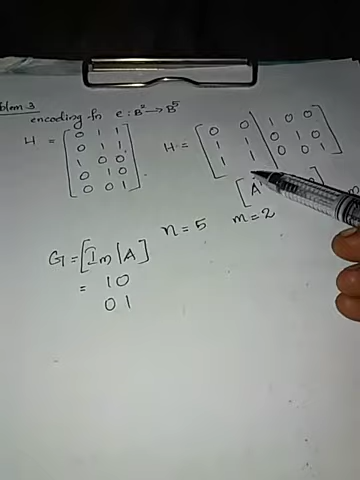 blem 3
encoding fn e: B² → B⁵
H = [ 0 1 1
0 1 1
1 0 0
0 1 0
0 0 1 ].
H = [ 0 0 | 1 0 0
1 1 | 0 1 0
1 1 | 0 0 1 ]
[ A
n = 5 m = 2
G = [ Im | A ]
= 1 0
0 1